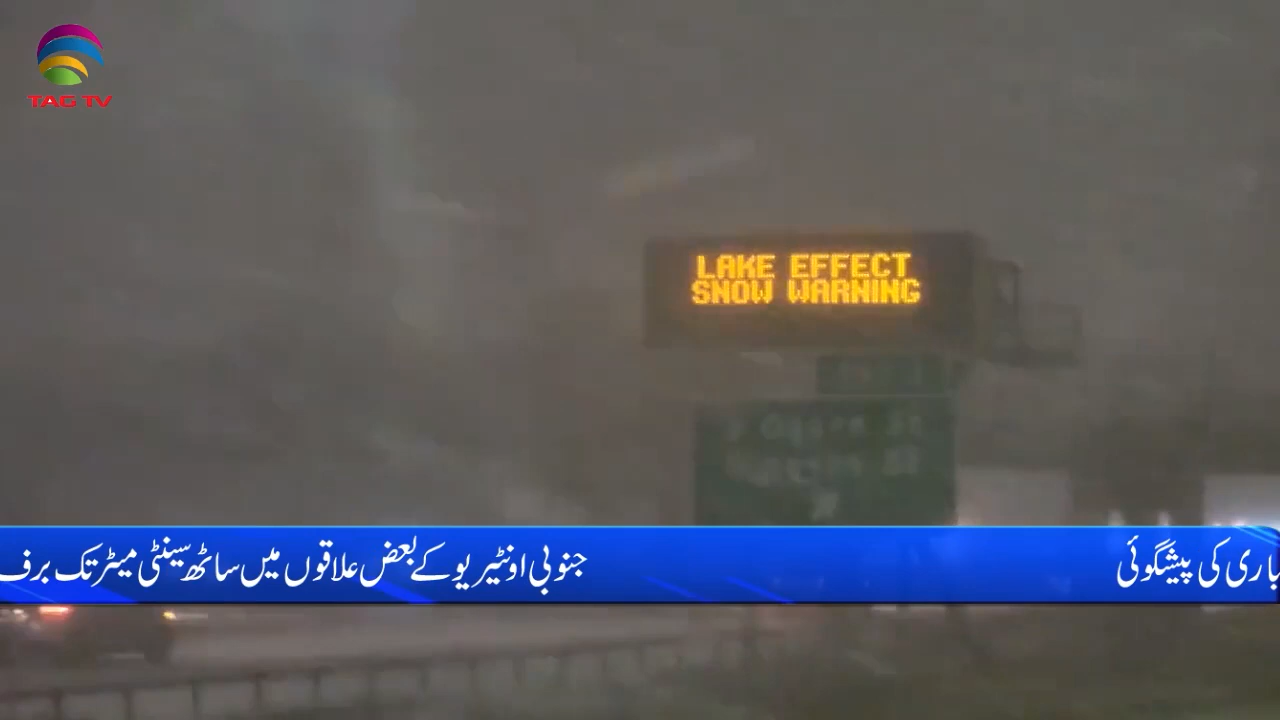 TAG TV
LAKE EFFECT
SNOW WARNING
باری کی پیشگوئی
جنوبی اونٹیریو کے بعض علاقوں میں ساٹھ سینٹی میٹر تک برف